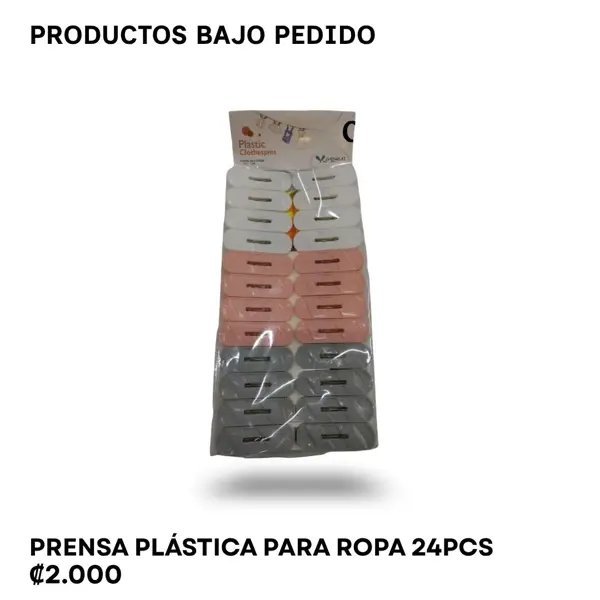 PRODUCTOS BAJO PEDIDO
C
Plastic
Clothespins
PRENSA PLÁSTICA PARA ROPA 24PCS
₡2.000